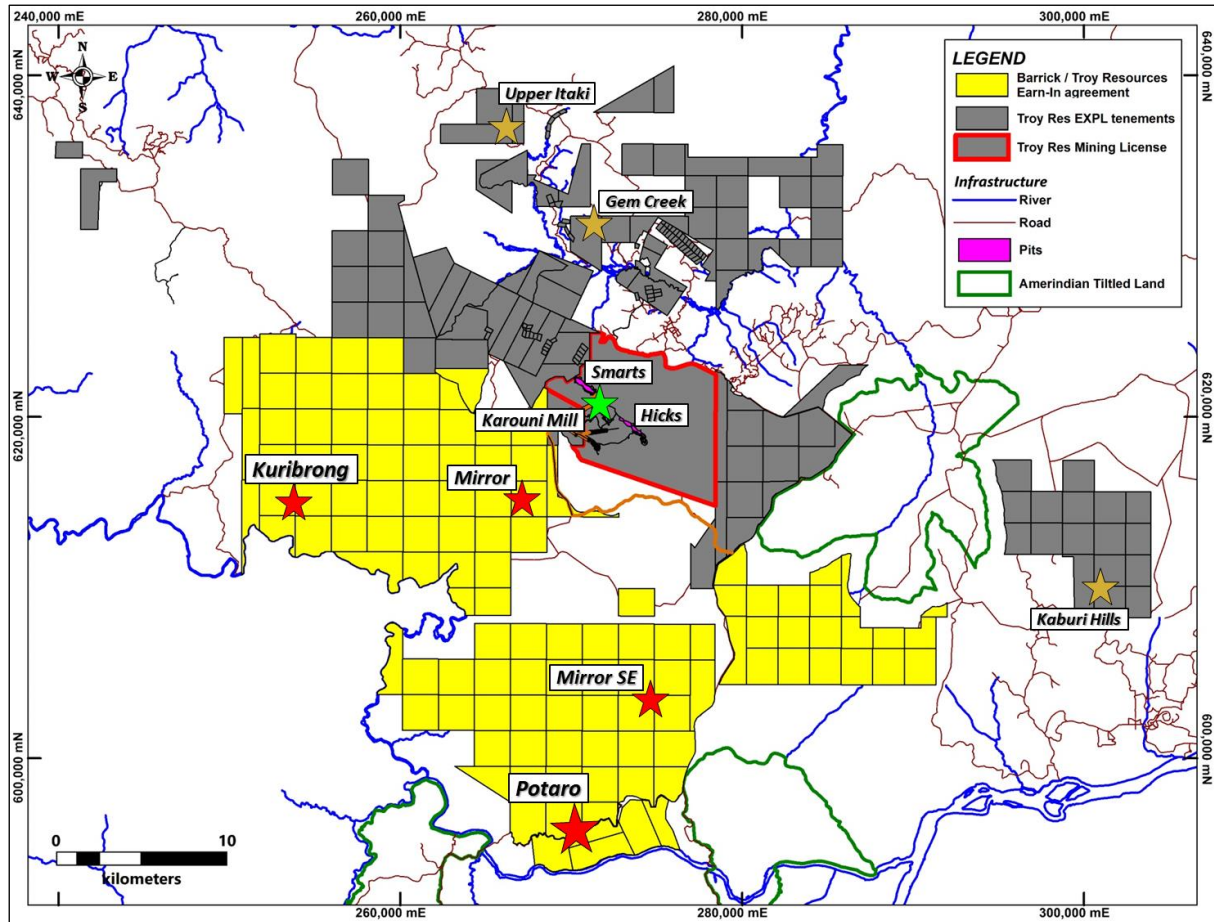 240,000 mE
260,000 mE
280,000 mE
300,000 mE
640,000 mN
640,000 mN
N
W E
S
LEGEND
Barrick / Troy Resources
Earn-In agreement
Troy Res EXPL tenements
Troy Res Mining License
Infrastructure
River
Road
Pits
Amerindian Tiltled Land
Upper Itaki
Gem Creek
Smarts
Karouni Mill
Hicks
620,000 mN
620,000 mN
Kuribrong
Mirror
Kaburi Hills
Mirror SE
600,000 mN
600,000 mN
Potaro
0 10
kilometers
260,000 mE
280,000 mE
300,000 mE